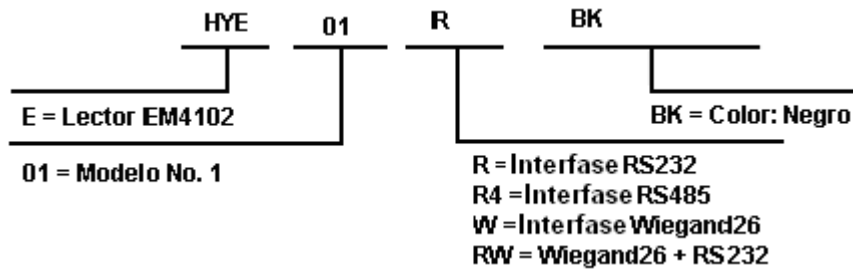 HYE 01 R BK
E = Lector EM4102
BK = Color: Negro
01 = Modelo No. 1
R =Interfase RS232
R4 =Interfase RS485
W =Interfase Wiegand26
RW = Wiegand26 + RS232